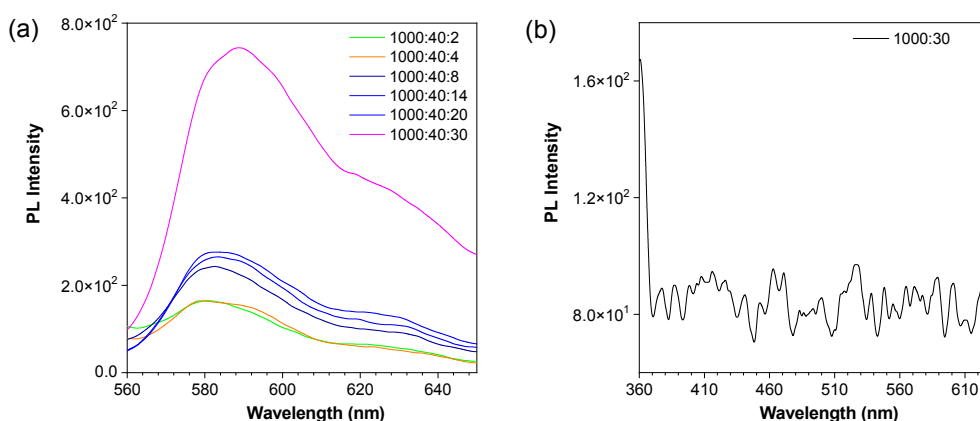 (a)
8.0×10²
6.0×10²
4.0×10²
2.0×10²
0.0
PL Intensity
1000:40:2
1000:40:4
1000:40:8
1000:40:14
1000:40:20
1000:40:30
560 580 600 620 640
Wavelength (nm)
(b)
1.6×10²
1.2×10²
8.0×10¹
PL Intensity
1000:30
360 410 460 510 560 610
Wavelength (nm)